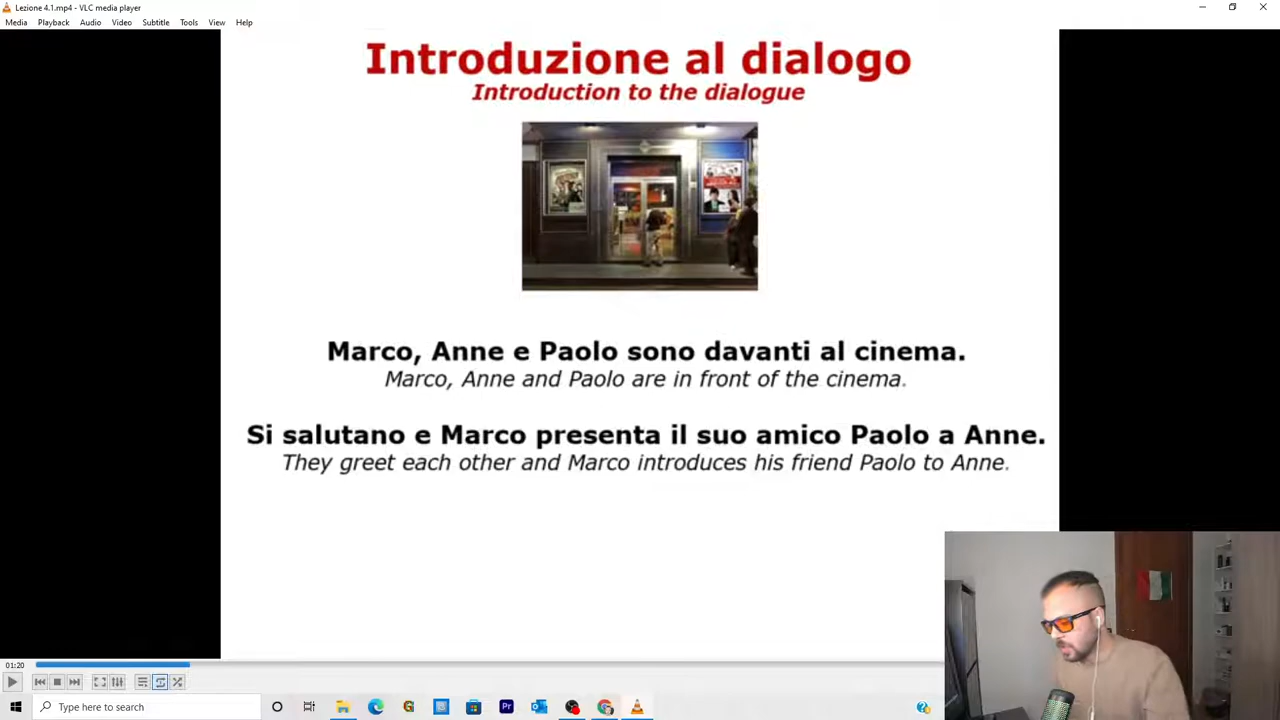 Lezione 4.1.mp4 - VLC media player
Media Playback Audio Video Subtitle Tools View Help
Introduzione al dialogo
Introduction to the dialogue
Marco, Anne e Paolo sono davanti al cinema.
Marco, Anne and Paolo are in front of the cinema.
Si salutano e Marco presenta il suo amico Paolo a Anne.
They greet each other and Marco introduces his friend Paolo to Anne.
01:20
Type here to search